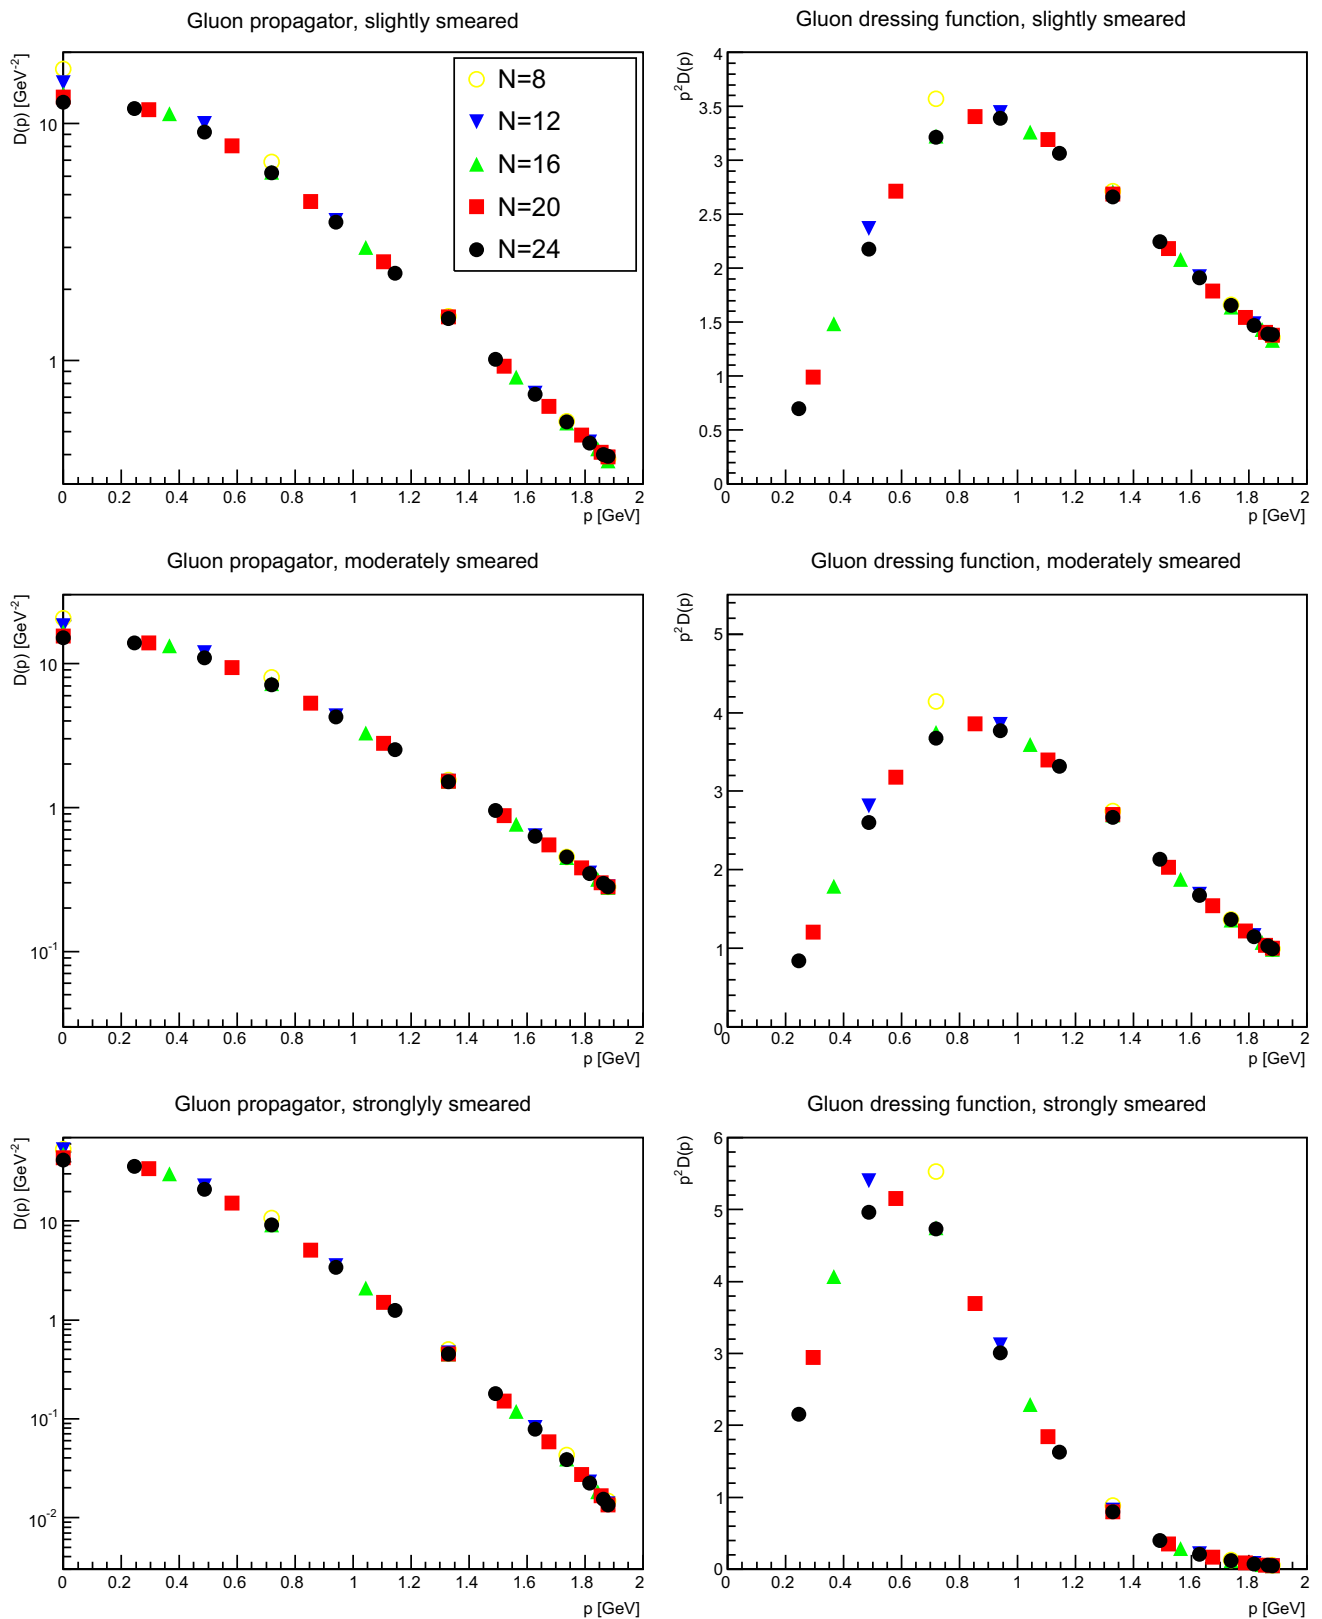 Gluon propagator, slightly smeared
D(p) [GeV⁻²]
10
1
N=8
N=12
N=16
N=20
N=24
0 0.2 0.4 0.6 0.8 1 1.2 1.4 1.6 1.8 2
p [GeV]
Gluon dressing function, slightly smeared
p²D(p)
4
3.5
3
2.5
2
1.5
1
0.5
0
0 0.2 0.4 0.6 0.8 1 1.2 1.4 1.6 1.8 2
p [GeV]
Gluon propagator, moderately smeared
D(p) [GeV⁻²]
10
1
10⁻¹
0 0.2 0.4 0.6 0.8 1 1.2 1.4 1.6 1.8 2
p [GeV]
Gluon dressing function, moderately smeared
p²D(p)
5
4
3
2
1
0
0 0.2 0.4 0.6 0.8 1 1.2 1.4 1.6 1.8 2
p [GeV]
Gluon propagator, stronglyly smeared
D(p) [GeV⁻²]
10
1
10⁻¹
10⁻²
0 0.2 0.4 0.6 0.8 1 1.2 1.4 1.6 1.8 2
p [GeV]
Gluon dressing function, strongly smeared
p²D(p)
6
5
4
3
2
1
0
0 0.2 0.4 0.6 0.8 1 1.2 1.4 1.6 1.8 2
p [GeV]